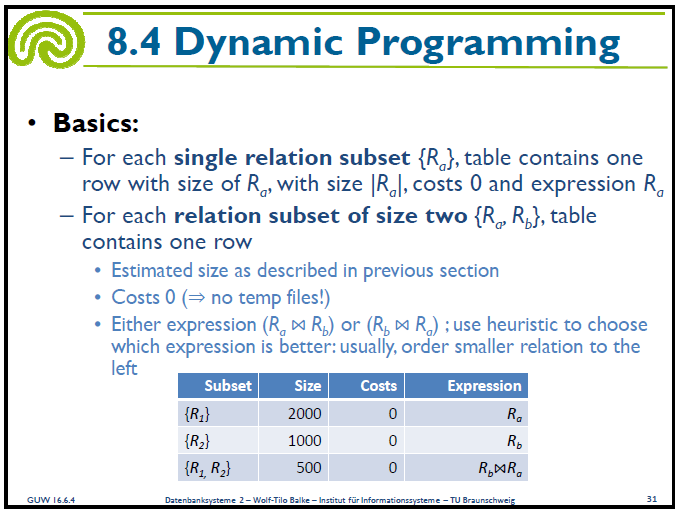 8.4 Dynamic Programming
• Basics:
– For each single relation subset {Ra}, table contains one
row with size of Ra, with size |Ra|, costs 0 and expression Ra
– For each relation subset of size two {Ra, Rb}, table
contains one row
• Estimated size as described in previous section
• Costs 0 (⇒ no temp files!)
• Either expression (Ra ⋈ Rb) or (Rb ⋈ Ra) ; use heuristic to choose
which expression is better: usually, order smaller relation to the
left
Subset Size Costs Expression
{R1} 2000 0 Ra
{R2} 1000 0 Rb
{R1, R2} 500 0 Rb⋈Ra
GUW 16.6.4 Datenbanksysteme 2 – Wolf-Tilo Balke – Institut für Informationssysteme – TU Braunschweig 31